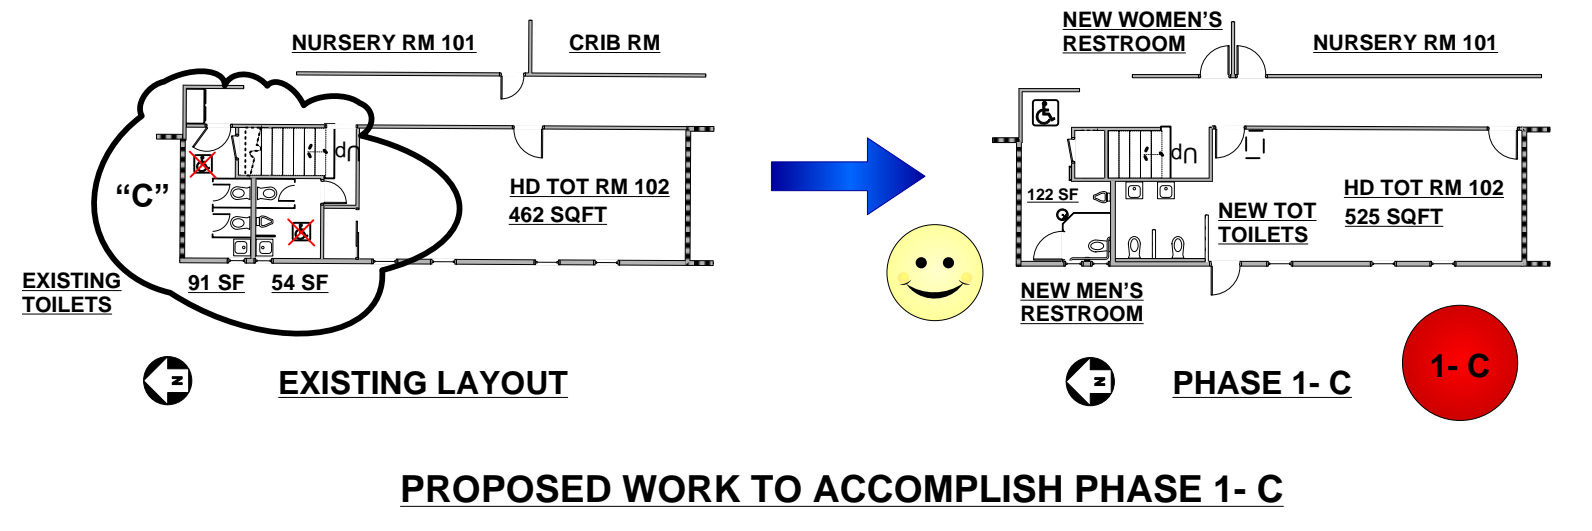 NURSERY RM 101
CRIB RM
“C”
Up
HD TOT RM 102
462 SQFT
EXISTING
TOILETS
91 SF
54 SF
N
EXISTING LAYOUT
NEW WOMEN’S
RESTROOM
NURSERY RM 101
Up
122 SF
HD TOT RM 102
525 SQFT
NEW TOT
TOILETS
NEW MEN’S
RESTROOM
N
PHASE 1- C
1- C
PROPOSED WORK TO ACCOMPLISH PHASE 1- C